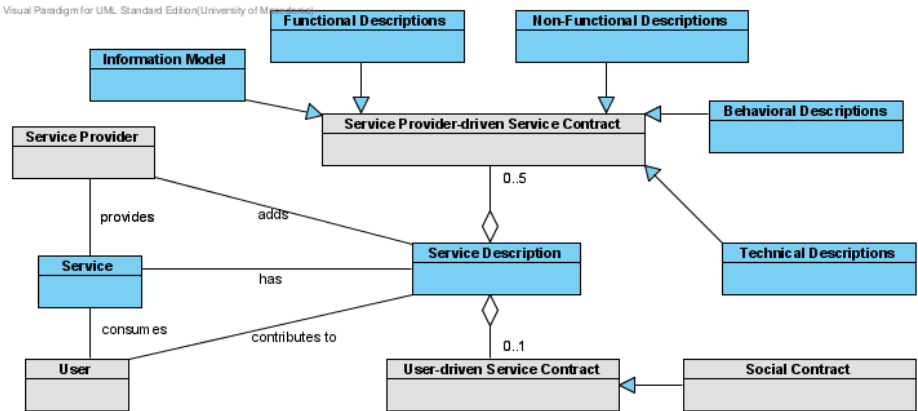 Visual Paradigm for UML Standard Edition(University of Macedonia)
Functional Descriptions
Non-Functional Descriptions
Information Model
Behavioral Descriptions
Service Provider-driven Service Contract
Service Provider
0..5
adds
provides
Service Description
Technical Descriptions
Service
has
consumes
contributes to
0..1
User
User-driven Service Contract
Social Contract